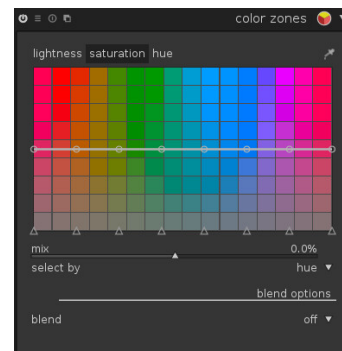 color zones
lightness saturation hue
mix 0.0%
select by hue
blend options
blend off